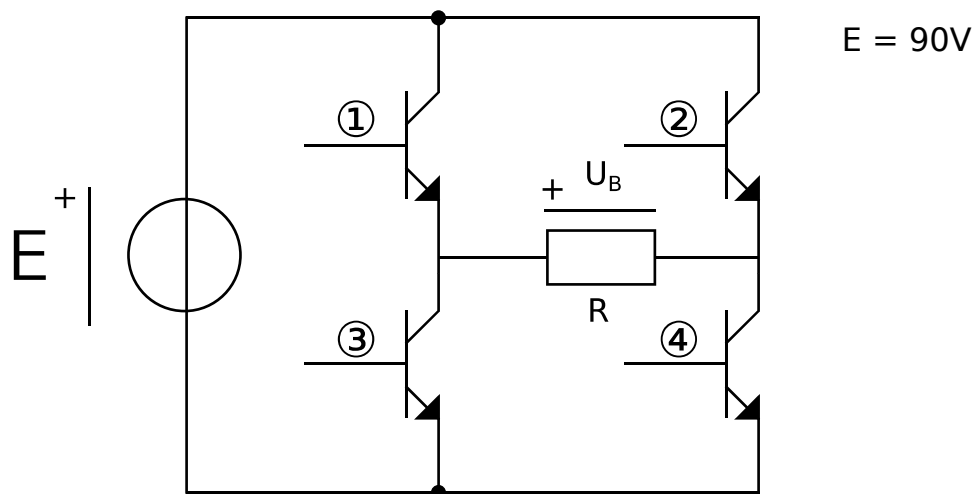 E = 90V
①
②
+
U_B
+
E
R
③
④